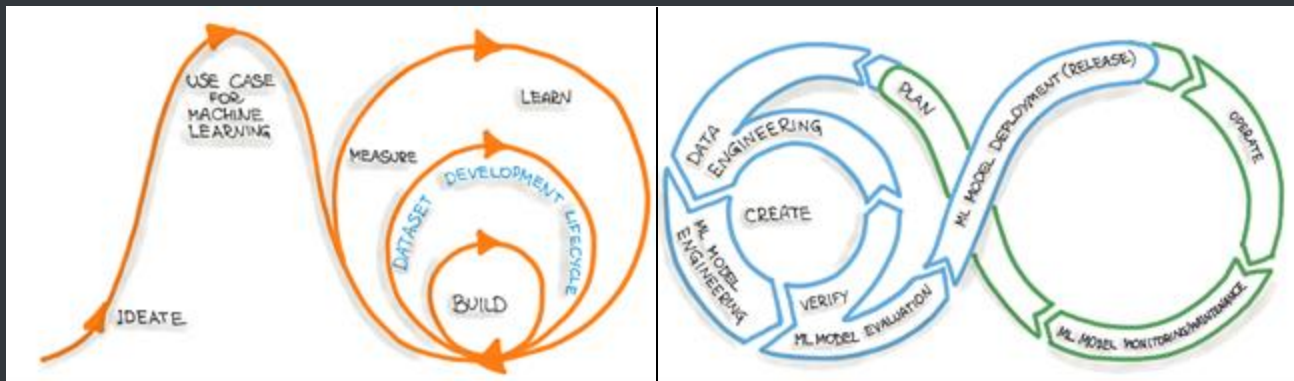 IDEATE
USE CASE
FOR
MACHINE
LEARNING
MEASURE
LEARN
DATASET DEVELOPMENT LIFECYCLE
BUILD
DATA
ENGINEERING
PLAN
CREATE
ML MODEL
ENGINEERING
VERIFY
ML MODEL EVALUATION
ML MODEL DEPLOYMENT (RELEASE)
OPERATE
ML MODEL MONITORING/MAINTENANCE